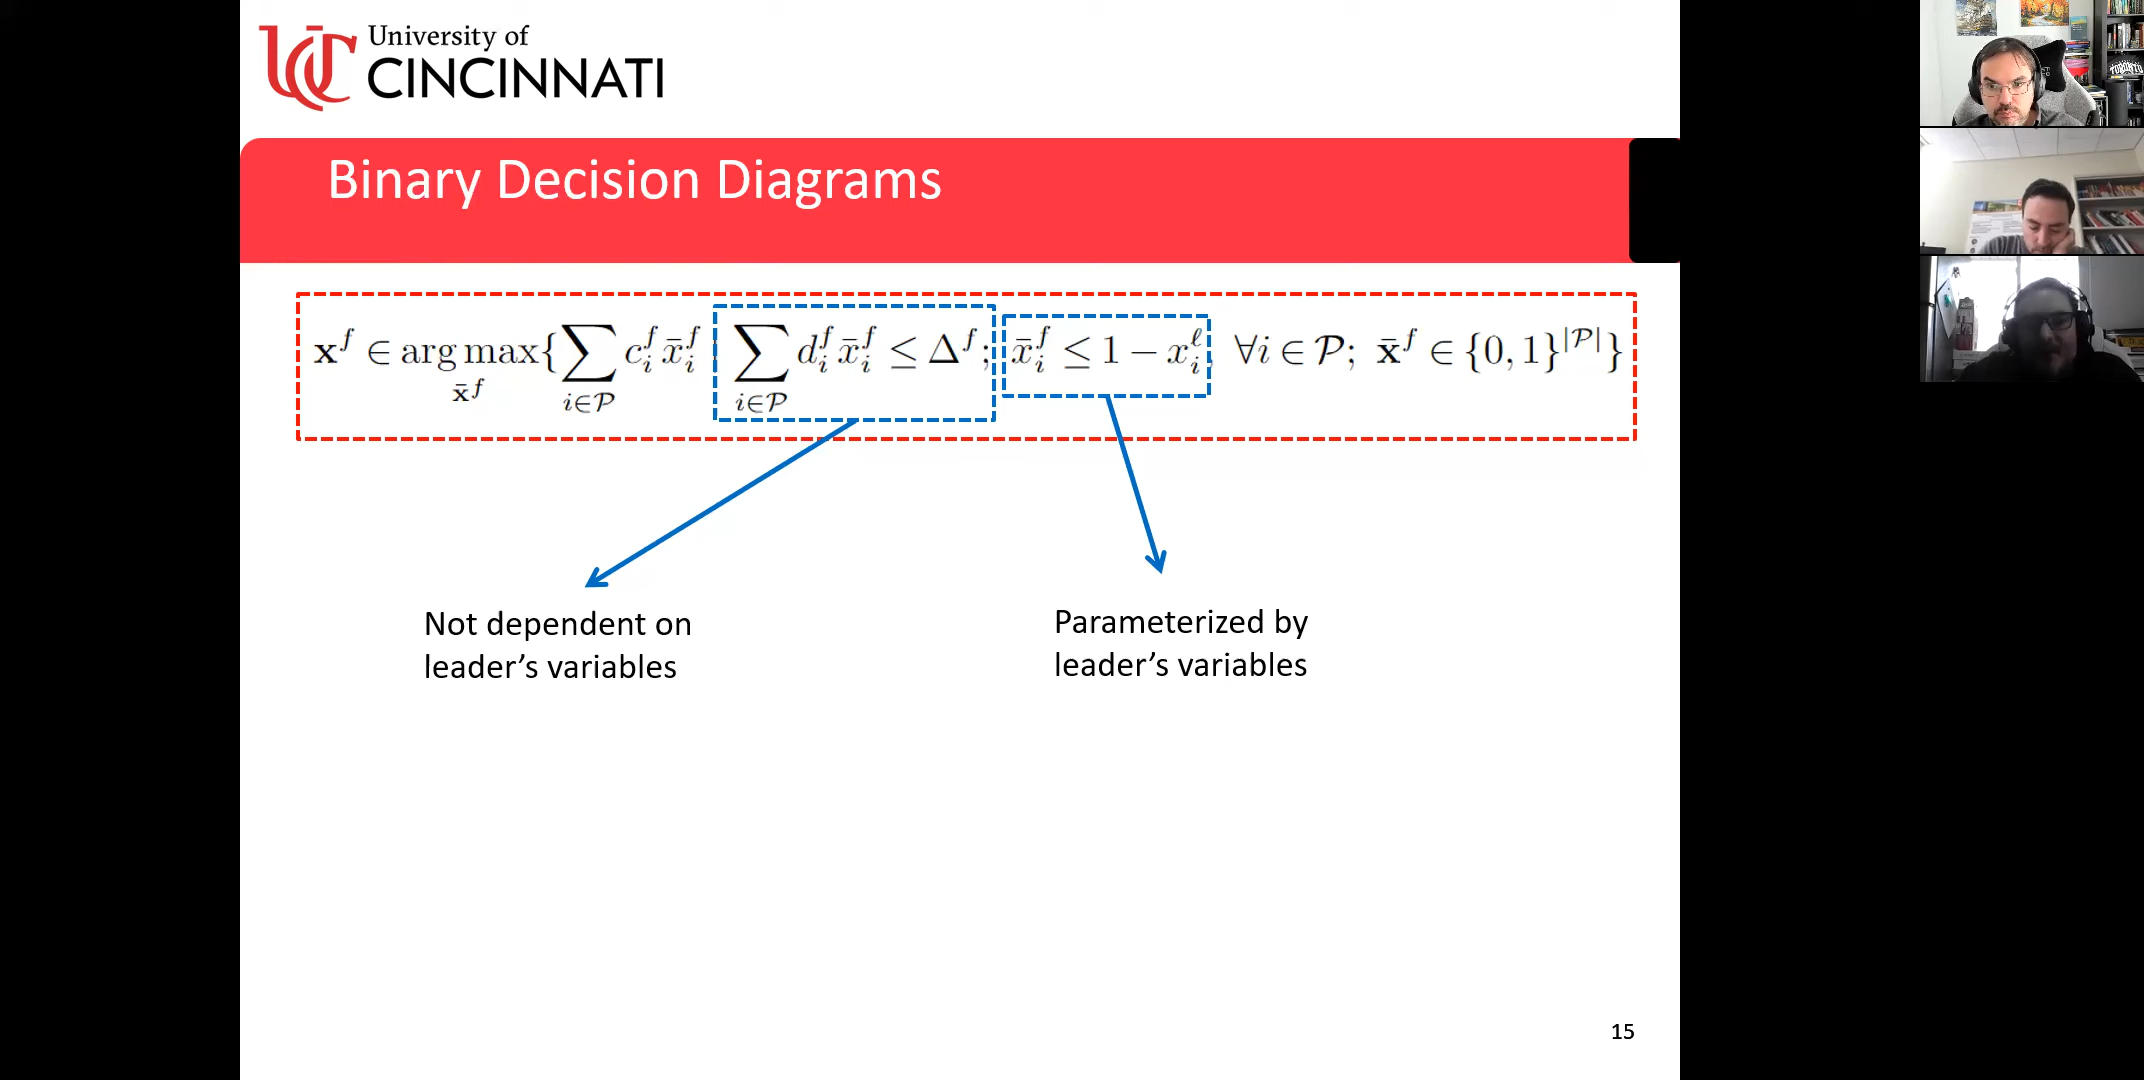 University of
CINCINNATI
Binary Decision Diagrams
𝐱^f ∈ arg max_{𝐱̄^f} {∑_{i∈𝒫} c_i^f x̄_i^f ∑_{i∈𝒫} d_i^f x̄_i^f ≤ Δ^f; x̄_i^f ≤ 1 − x_i^ℓ, ∀i ∈ 𝒫; 𝐱̄^f ∈ {0, 1}^{|𝒫|}}
Not dependent on
leader’s variables
Parameterized by
leader’s variables
15
TORONTO